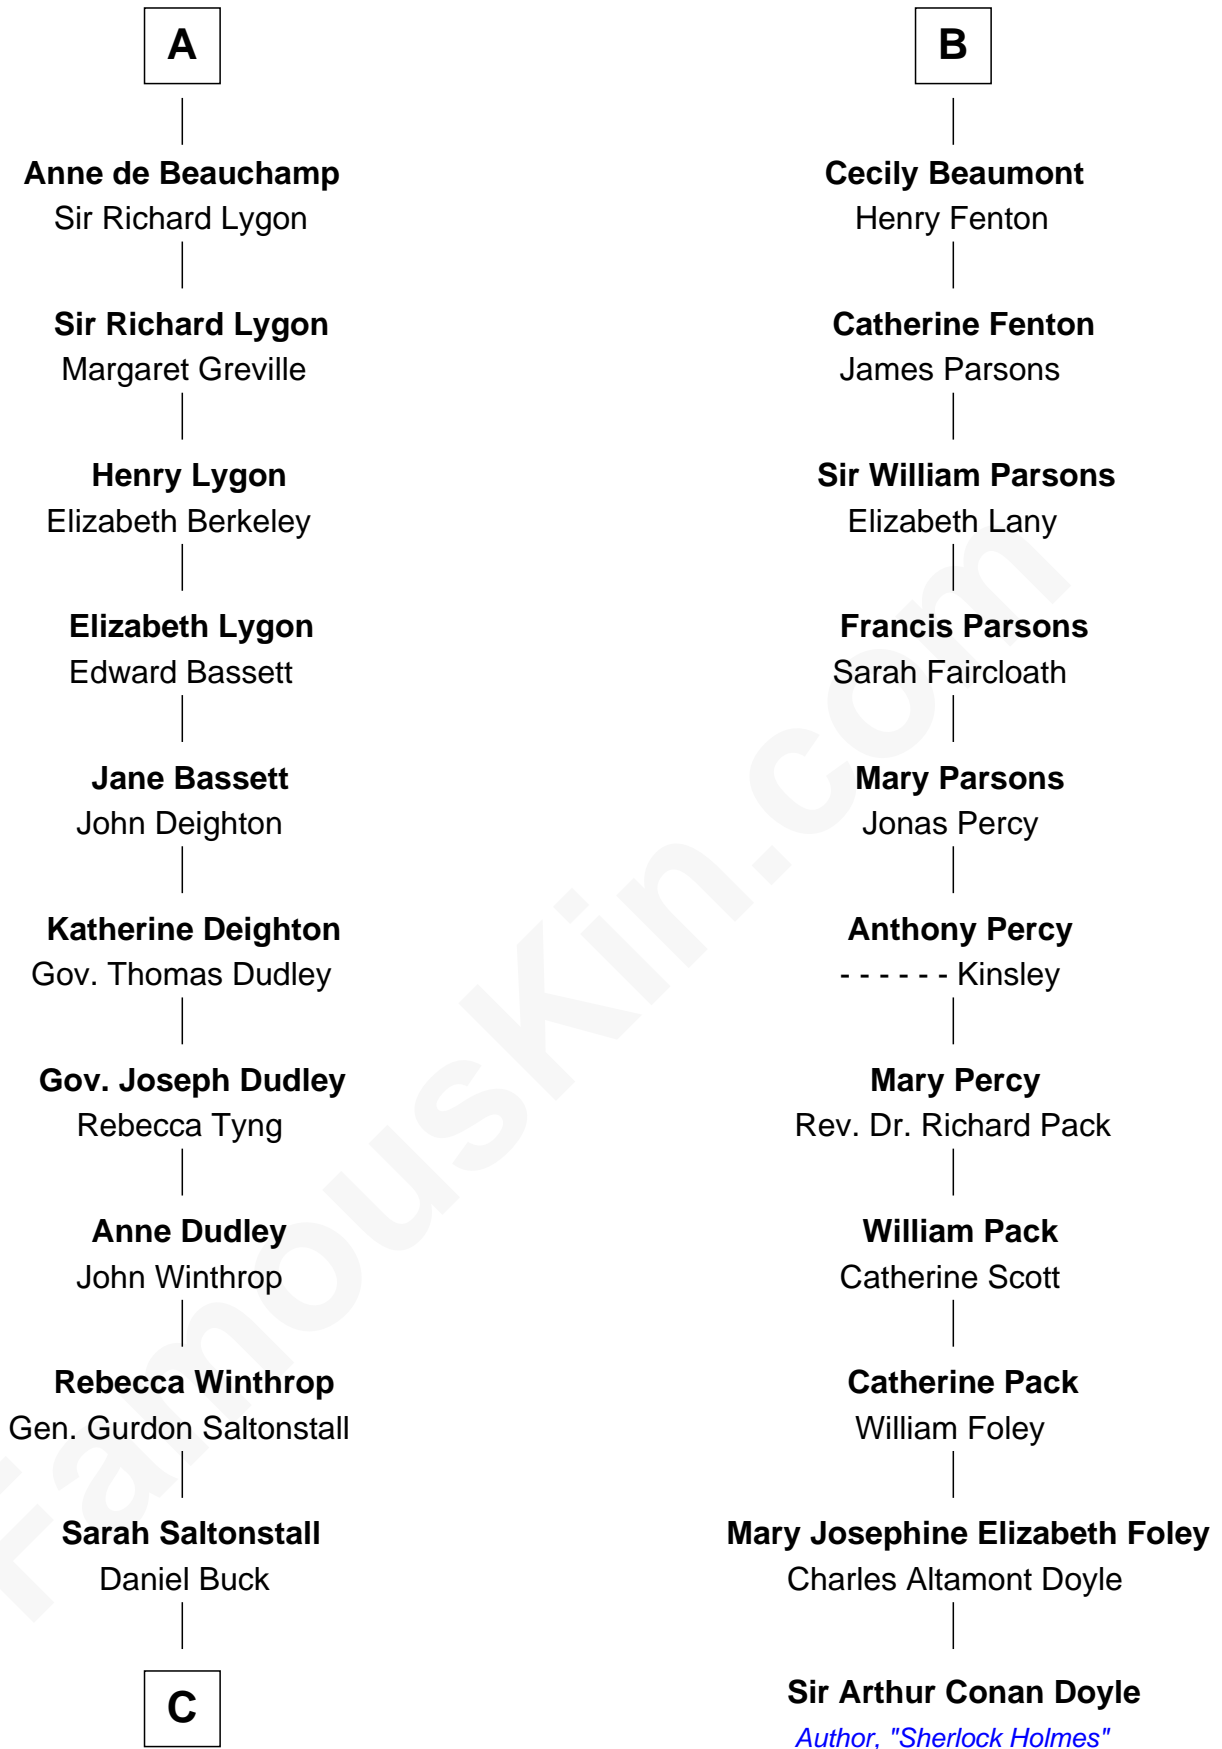 A
Anne de Beauchamp
Sir Richard Lygon
Sir Richard Lygon
Margaret Greville
Henry Lygon
Elizabeth Berkeley
Elizabeth Lygon
Edward Bassett
Jane Bassett
John Deighton
Katherine Deighton
Gov. Thomas Dudley
Gov. Joseph Dudley
Rebecca Tyng
Anne Dudley
John Winthrop
Rebecca Winthrop
Gen. Gurdon Saltonstall
Sarah Saltonstall
Daniel Buck
C
B
Cecily Beaumont
Henry Fenton
Catherine Fenton
James Parsons
Sir William Parsons
Elizabeth Lany
Francis Parsons
Sarah Faircloath
Mary Parsons
Jonas Percy
Anthony Percy
- - - - - - Kinsley
Mary Percy
Rev. Dr. Richard Pack
William Pack
Catherine Scott
Catherine Pack
William Foley
Mary Josephine Elizabeth Foley
Charles Altamont Doyle
Sir Arthur Conan Doyle
Author, "Sherlock Holmes"
FamousKin.com